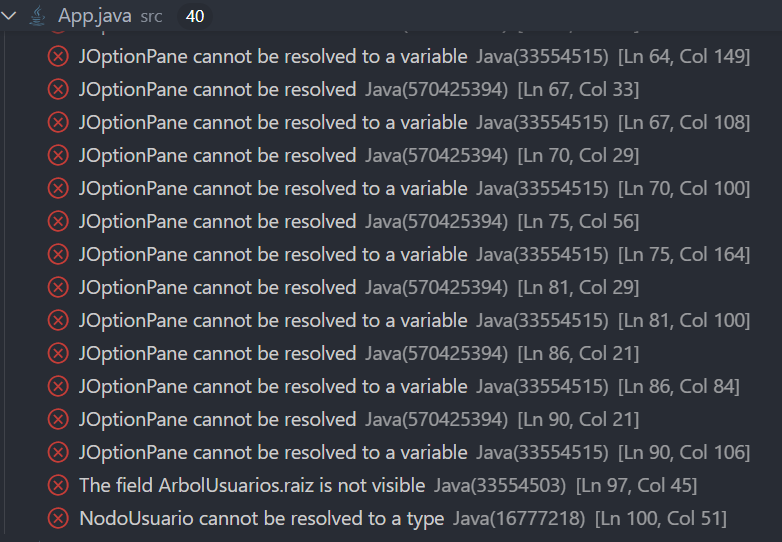 App.java src 40
JOptionPane cannot be resolved to a variable Java(33554515) [Ln 64, Col 149]
JOptionPane cannot be resolved Java(570425394) [Ln 67, Col 33]
JOptionPane cannot be resolved to a variable Java(33554515) [Ln 67, Col 108]
JOptionPane cannot be resolved Java(570425394) [Ln 70, Col 29]
JOptionPane cannot be resolved to a variable Java(33554515) [Ln 70, Col 100]
JOptionPane cannot be resolved Java(570425394) [Ln 75, Col 56]
JOptionPane cannot be resolved to a variable Java(33554515) [Ln 75, Col 164]
JOptionPane cannot be resolved Java(570425394) [Ln 81, Col 29]
JOptionPane cannot be resolved to a variable Java(33554515) [Ln 81, Col 100]
JOptionPane cannot be resolved Java(570425394) [Ln 86, Col 21]
JOptionPane cannot be resolved to a variable Java(33554515) [Ln 86, Col 84]
JOptionPane cannot be resolved Java(570425394) [Ln 90, Col 21]
JOptionPane cannot be resolved to a variable Java(33554515) [Ln 90, Col 106]
The field ArbolUsuarios.raiz is not visible Java(33554503) [Ln 97, Col 45]
NodoUsuario cannot be resolved to a type Java(16777218) [Ln 100, Col 51]